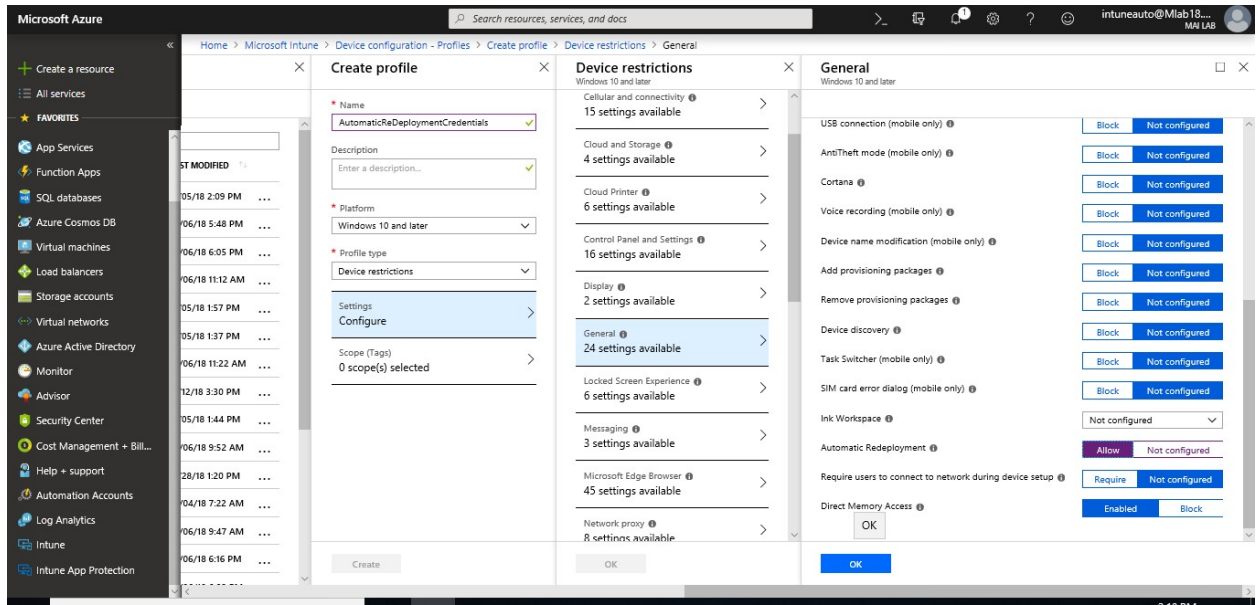 Microsoft Azure
Search resources, services, and docs
1
intuneauto@Mlab18....
MAI LAB
Home > Microsoft Intune > Device configuration - Profiles > Create profile > Device restrictions > General
Create a resource
All services
FAVORITES
App Services
Function Apps
SQL databases
Azure Cosmos DB
Virtual machines
Load balancers
Storage accounts
Virtual networks
Azure Active Directory
Monitor
Advisor
Security Center
Cost Management + Bill...
Help + support
Automation Accounts
Log Analytics
Intune
Intune App Protection
ST MODIFIED
/05/18 2:09 PM ...
/06/18 5:48 PM ...
/06/18 6:05 PM ...
/06/18 11:12 AM ...
/05/18 1:57 PM ...
/05/18 1:37 PM ...
/06/18 11:22 AM ...
/12/18 3:30 PM ...
/05/18 1:44 PM ...
/06/18 9:52 AM ...
/28/18 1:20 PM ...
/04/18 7:22 AM ...
/06/18 9:47 AM ...
/06/18 6:16 PM ...
Create profile
* Name
AutomaticReDeploymentCredentials
Description
Enter a description...
* Platform
Windows 10 and later
* Profile type
Device restrictions
Settings
Configure
Scope (Tags)
0 scope(s) selected
Create
Device restrictions
Windows 10 and later
Cellular and connectivity
15 settings available
Cloud and Storage
4 settings available
Cloud Printer
6 settings available
Control Panel and Settings
16 settings available
Display
2 settings available
General
24 settings available
Locked Screen Experience
6 settings available
Messaging
3 settings available
Microsoft Edge Browser
45 settings available
Network proxy
8 settings available
OK
General
Windows 10 and later
USB connection (mobile only) Block Not configured
AntiTheft mode (mobile only) Block Not configured
Cortana Block Not configured
Voice recording (mobile only) Block Not configured
Device name modification (mobile only) Block Not configured
Add provisioning packages Block Not configured
Remove provisioning packages Block Not configured
Device discovery Block Not configured
Task Switcher (mobile only) Block Not configured
SIM card error dialog (mobile only) Block Not configured
Ink Workspace Not configured
Automatic Redeployment Allow Not configured
Require users to connect to network during device setup Require Not configured
Direct Memory Access Enabled Block
OK
OK